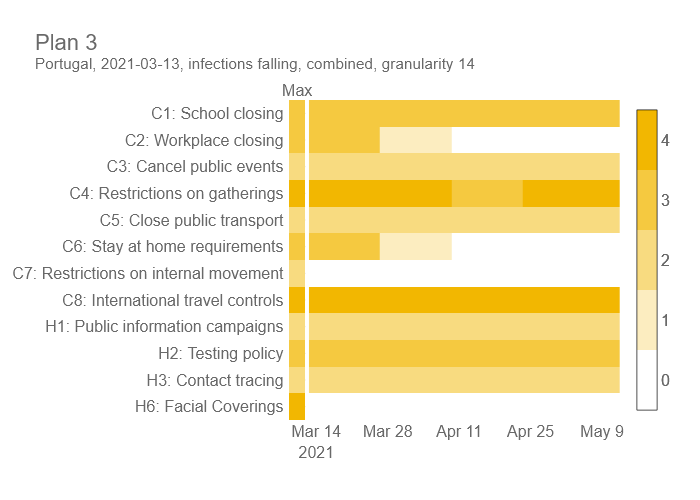 Plan 3
Portugal, 2021-03-13, infections falling, combined, granularity 14
Max
C1: School closing
C2: Workplace closing
C3: Cancel public events
C4: Restrictions on gatherings
C5: Close public transport
C6: Stay at home requirements
C7: Restrictions on internal movement
C8: International travel controls
H1: Public information campaigns
H2: Testing policy
H3: Contact tracing
H6: Facial Coverings
Mar 14 Mar 28 Apr 11 Apr 25 May 9
2021
4
3
2
1
0